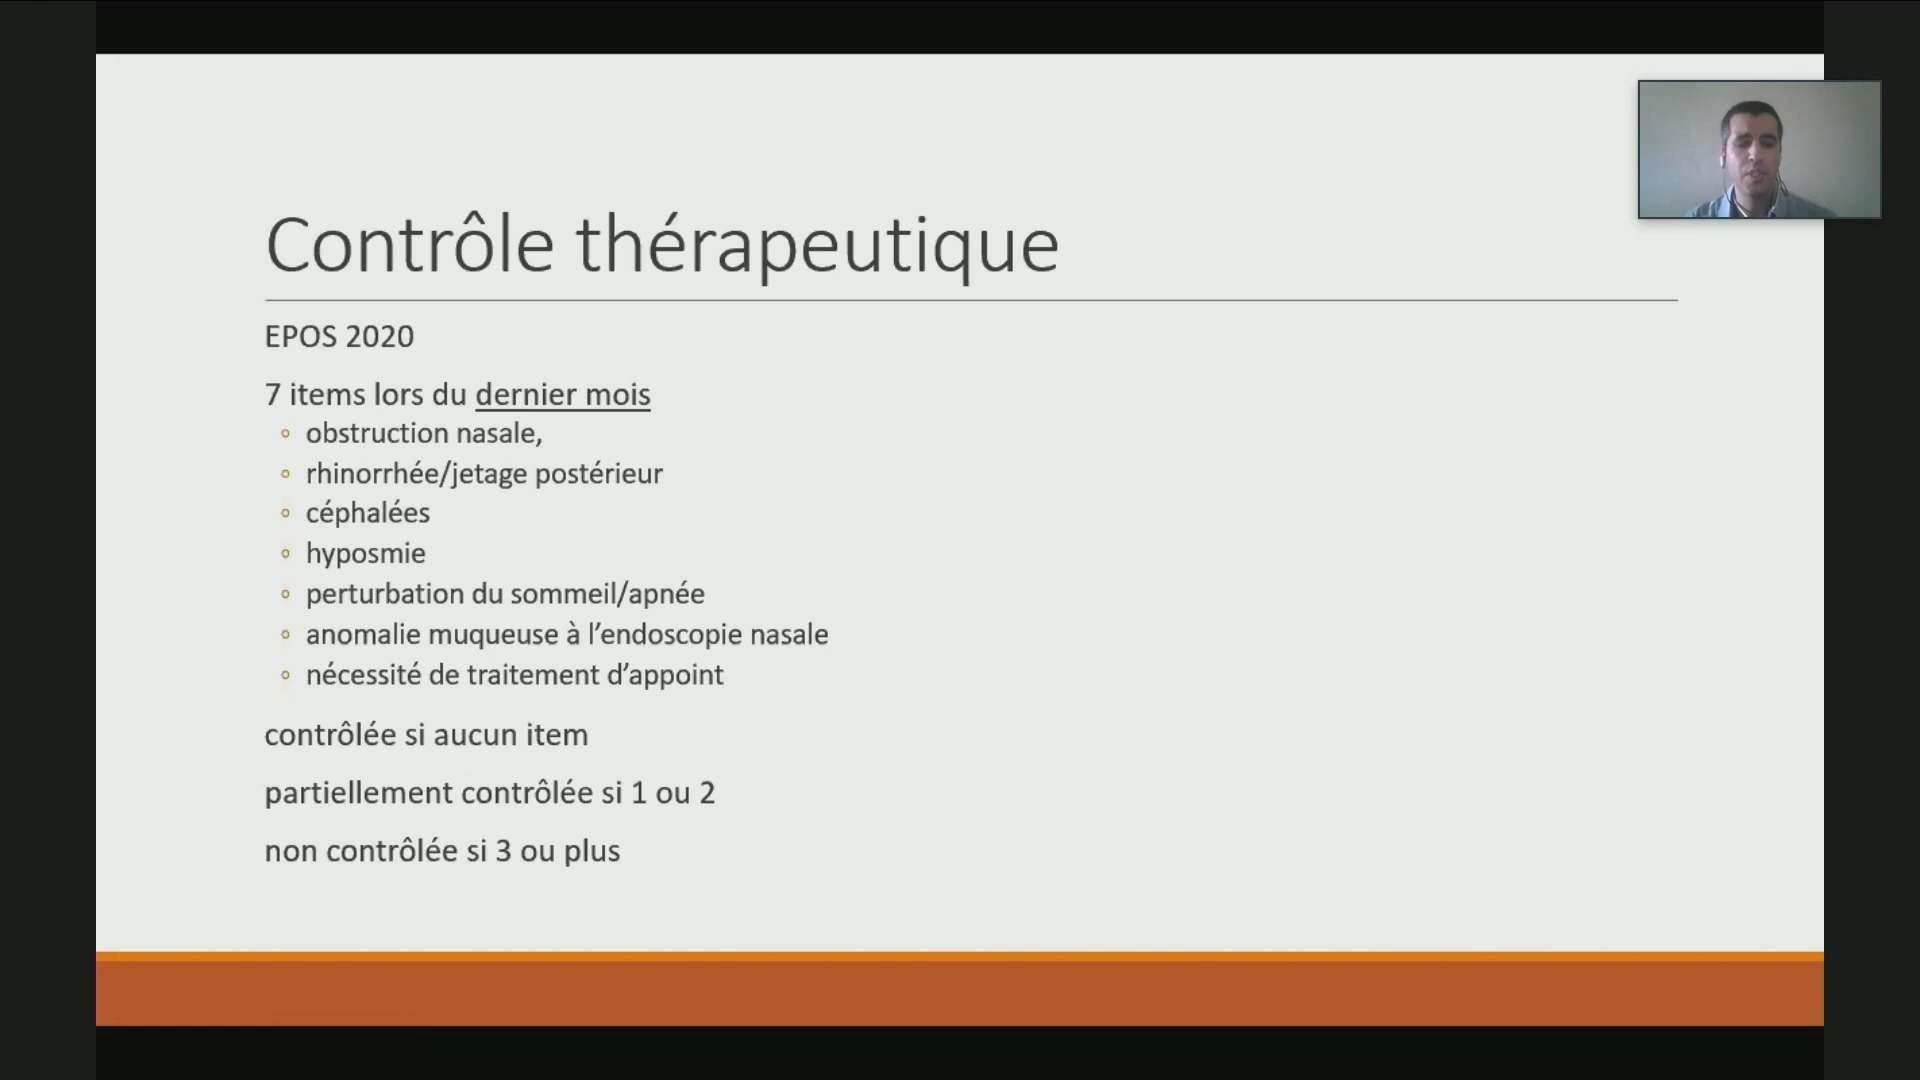 Contrôle thérapeutique
EPOS 2020
7 items lors du dernier mois
◦ obstruction nasale,
◦ rhinorrhée/jetage postérieur
◦ céphalées
◦ hyposmie
◦ perturbation du sommeil/apnée
◦ anomalie muqueuse à l’endoscopie nasale
◦ nécessité de traitement d’appoint
contrôlée si aucun item
partiellement contrôlée si 1 ou 2
non contrôlée si 3 ou plus